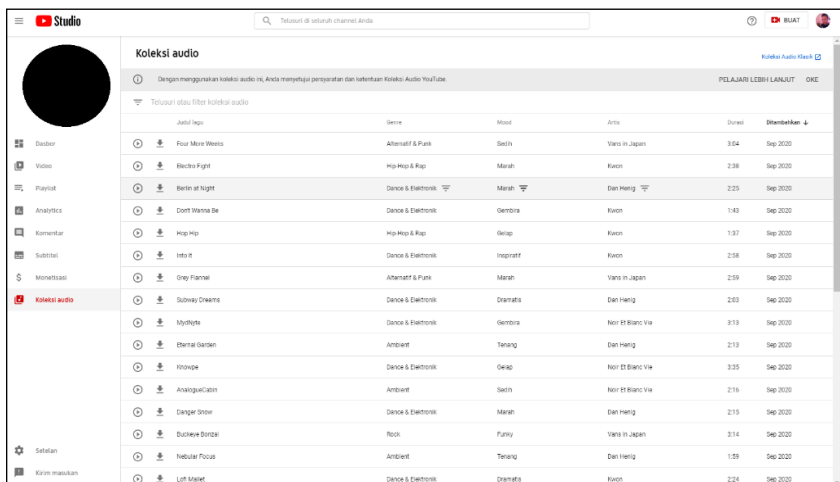 Studio
Telusuri di seluruh channel Anda
BUAT
Koleksi audio
Koleksi Audio Klasik
Dengan menggunakan koleksi audio ini, Anda menyetujui persyaratan dan ketentuan Koleksi Audio YouTube.
PELAJARI LEBIH LANJUT OKE
Telusuri atau filter koleksi audio
Judul lagu Genre Mood Artis Durasi Ditambahkan
Dasbor
Video
Playlist
Analytics
Komentar
Subtitel
Monetisasi
Koleksi audio
Setelan
Kirim masukan
Four More Weeks Alternatif & Punk Sedih Vans in Japan 3:04 Sep 2020
Electro Fight Hip-Hop & Rap Marah Kwon 2:38 Sep 2020
Berlin at Night Dance & Elektronik Marah Dan Henig 2:25 Sep 2020
Don't Wanna Be Dance & Elektronik Gembira Kwon 1:43 Sep 2020
Hop Hip Hip-Hop & Rap Gelap Kwon 1:37 Sep 2020
Into It Dance & Elektronik Inspiratif Kwon 2:58 Sep 2020
Grey Flannel Alternatif & Punk Marah Vans in Japan 2:59 Sep 2020
Subway Dreams Dance & Elektronik Dramatis Dan Henig 2:03 Sep 2020
MydNyte Dance & Elektronik Gembira Noir Et Blanc Vie 3:13 Sep 2020
Eternal Garden Ambient Tenang Dan Henig 2:13 Sep 2020
Knowpe Dance & Elektronik Gelap Noir Et Blanc Vie 3:35 Sep 2020
AnalogueCabin Ambient Sedih Noir Et Blanc Vie 2:16 Sep 2020
Danger Snow Dance & Elektronik Marah Dan Henig 2:15 Sep 2020
Buckeye Bonzai Rock Funky Vans in Japan 3:14 Sep 2020
Nebular Focus Ambient Tenang Dan Henig 1:59 Sep 2020
Lofi Mallet Dance & Elektronik Dramatis Kwon 2:24 Sep 2020